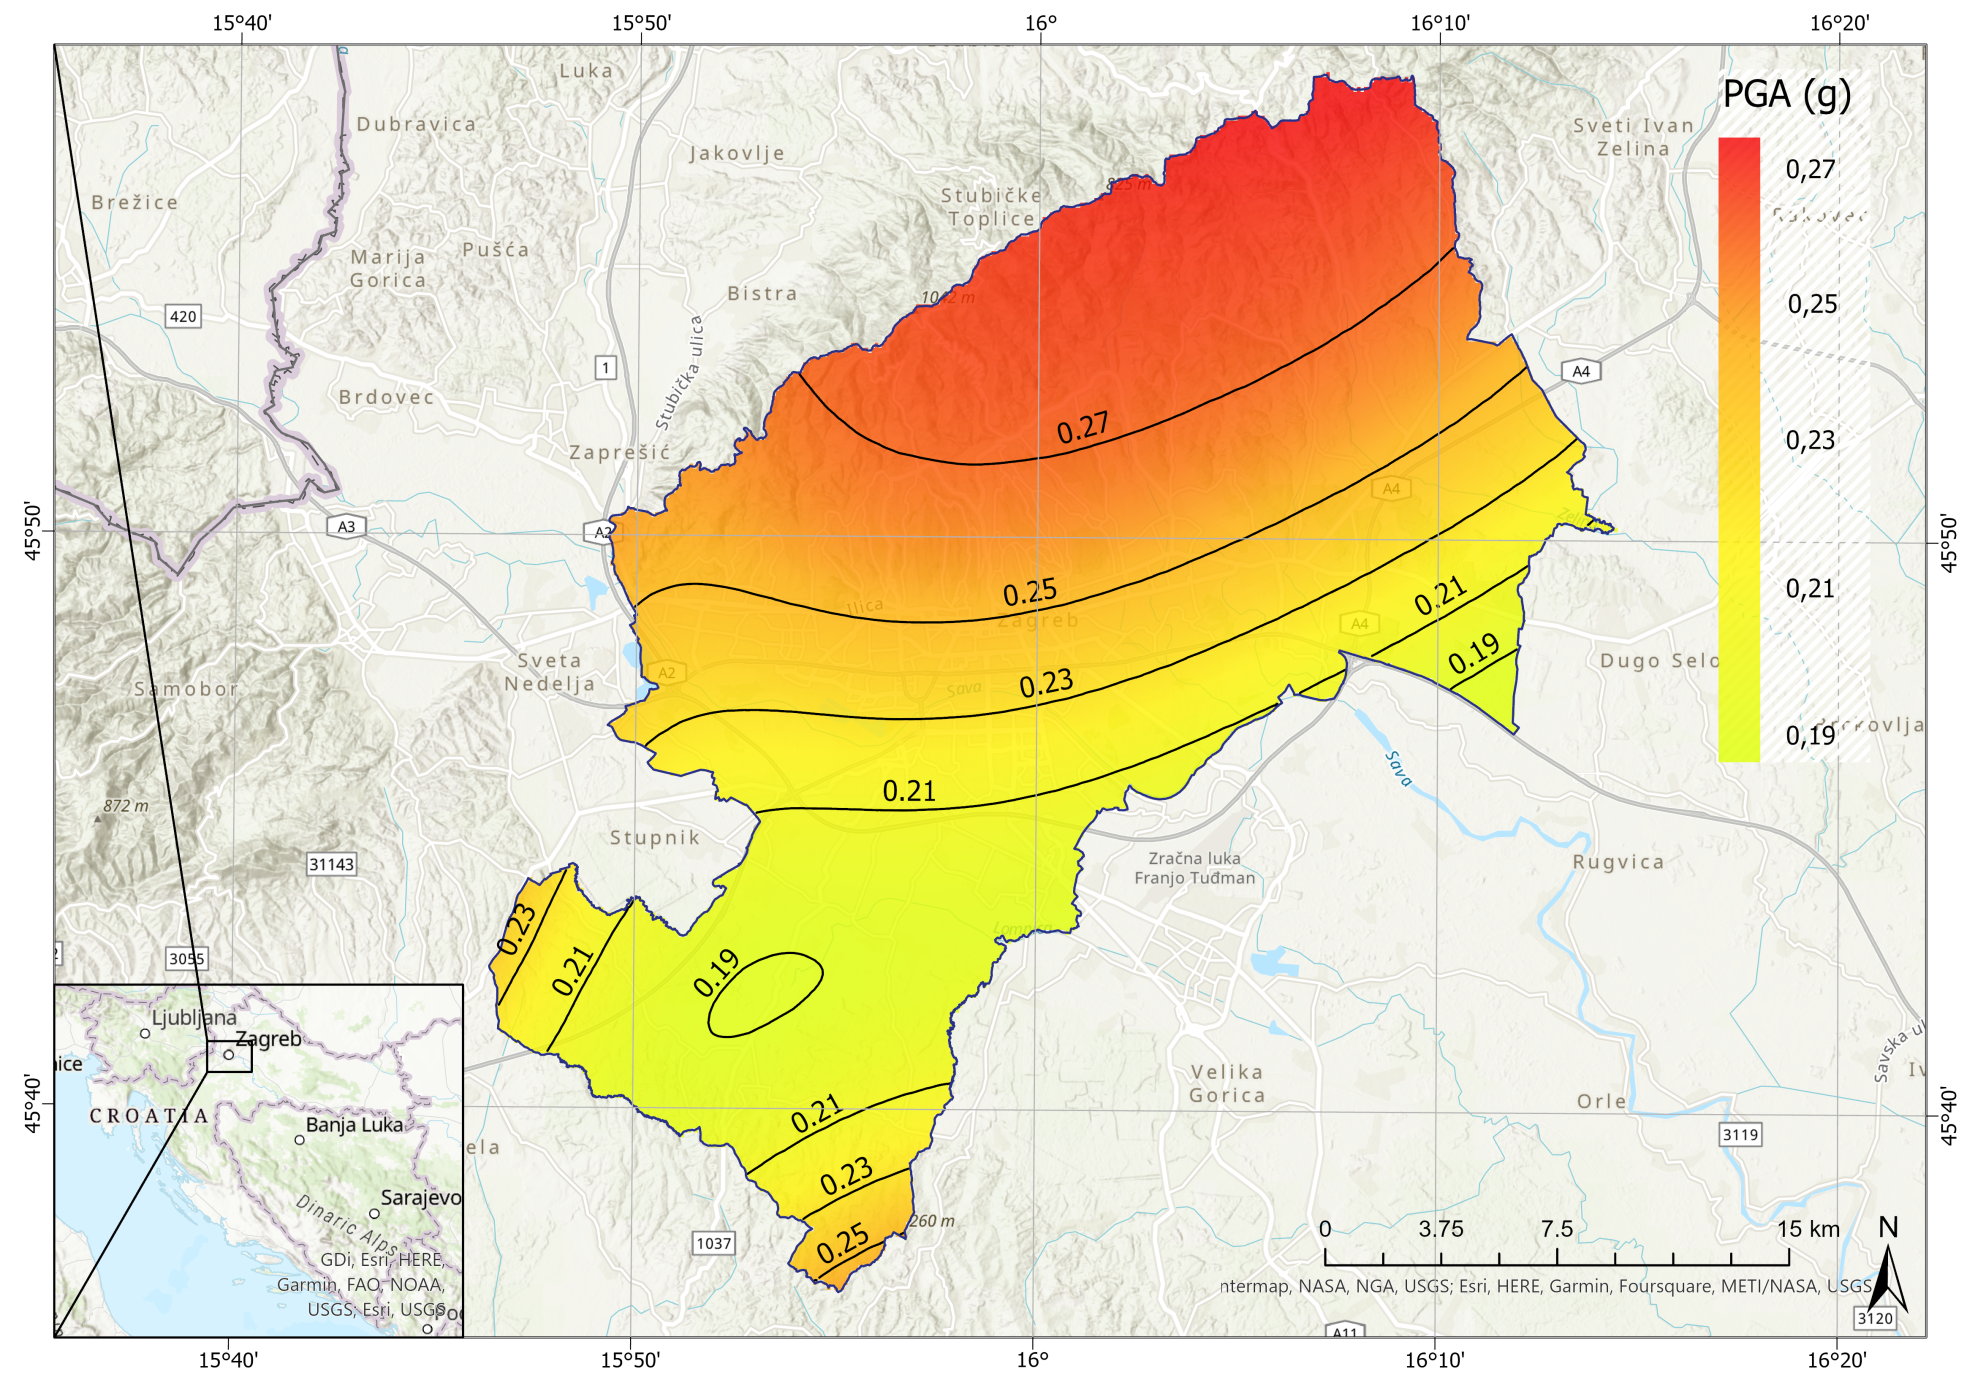 15°40'
15°50'
16°
16°10'
16°20'
Luka
Dubravica
Jakovlje
Sveti Ivan
Zelina
PGA (g)
0,27
0,25
0,23
0,21
0,19
Brežice
Stubičke
Toplice
825 m
Marija
Gorica
Pušća
Bistra
1042 m
420
1
Stubička ulica
A4
Brdovec
Zaprešić
0.27
A4
A3
A2
45°50'
45°50'
0.25
Ilica
Zagreb
0.21
A4
0.19
Sveta
Nedelja
A2
Sava
0.23
Dugo Selo
Samobor
Sava
872 m
0.21
Stupnik
Zračna luka
Franjo Tuđman
Rugvica
31143
0.23
0.21
0.19
Lomnica
3055
Ljubljana
Zagreb
CROATIA
Banja Luka
Sarajevo
Dinaric Alps
GDi, Esri, HERE,
Garmin, FAO, NOAA,
USGS; Esri, USGS
45°40'
45°40'
Velika
Gorica
Orle
Savska ul
0.21
3119
0.23
0.25
260 m
1037
0
3.75
7.5
15 km
N
ntermap, NASA, NGA, USGS; Esri, HERE, Garmin, Foursquare, METI/NASA, USGS
3120
A11
15°40'
15°50'
16°
16°10'
16°20'